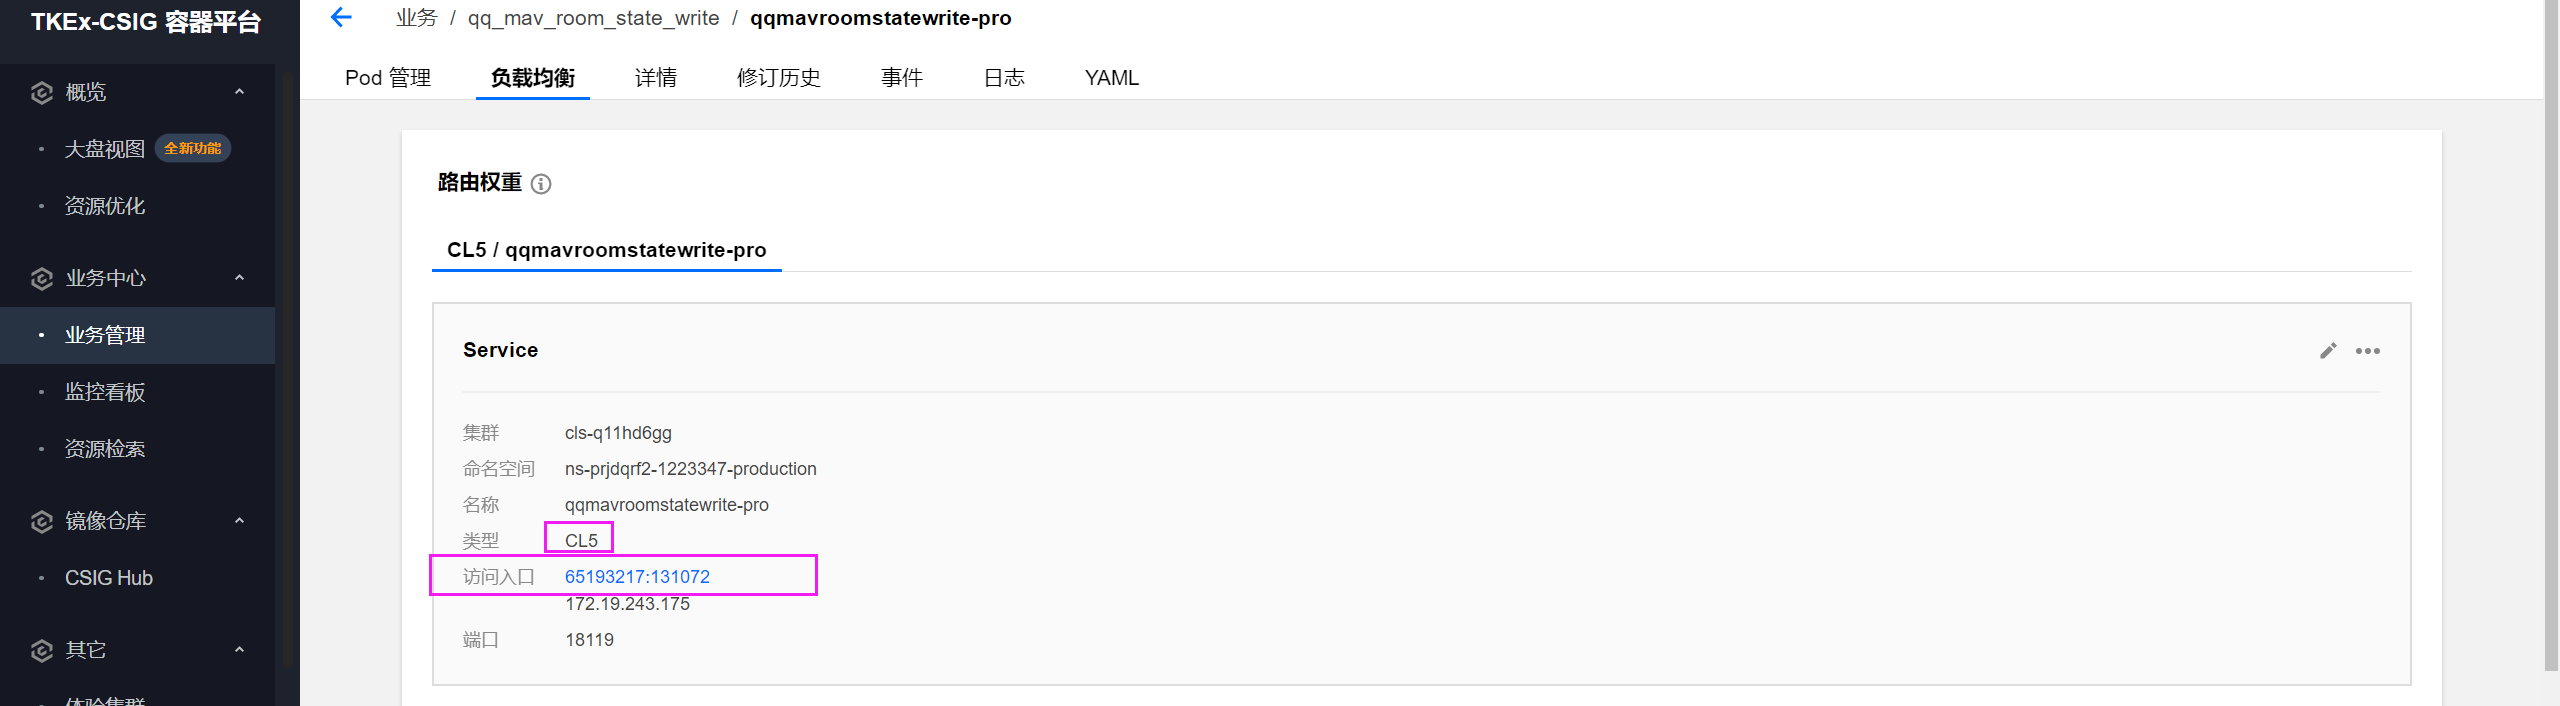 TKEx-CSIG 容器平台
概览
大盘视图 全新功能
资源优化
业务中心
业务管理
监控看板
资源检索
镜像仓库
CSIG Hub
其它
体验集群
业务 / qq_mav_room_state_write / qqmavroomstatewrite-pro
Pod 管理 负载均衡 详情 修订历史 事件 日志 YAML
路由权重
CL5 / qqmavroomstatewrite-pro
Service
集群 cls-q11hd6gg
命名空间 ns-prjdqrf2-1223347-production
名称 qqmavroomstatewrite-pro
类型 CL5
访问入口 65193217:131072
172.19.243.175
端口 18119